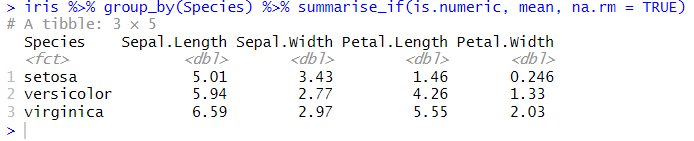 > iris %>% group_by(Species) %>% summarise_if(is.numeric, mean, na.rm = TRUE)
# A tibble: 3 × 5
  Species    Sepal.Length Sepal.Width Petal.Length Petal.Width
  <fct>             <dbl>       <dbl>        <dbl>       <dbl>
1 setosa             5.01        3.43         1.46       0.246
2 versicolor         5.94        2.77         4.26       1.33
3 virginica          6.59        2.97         5.55       2.03
>